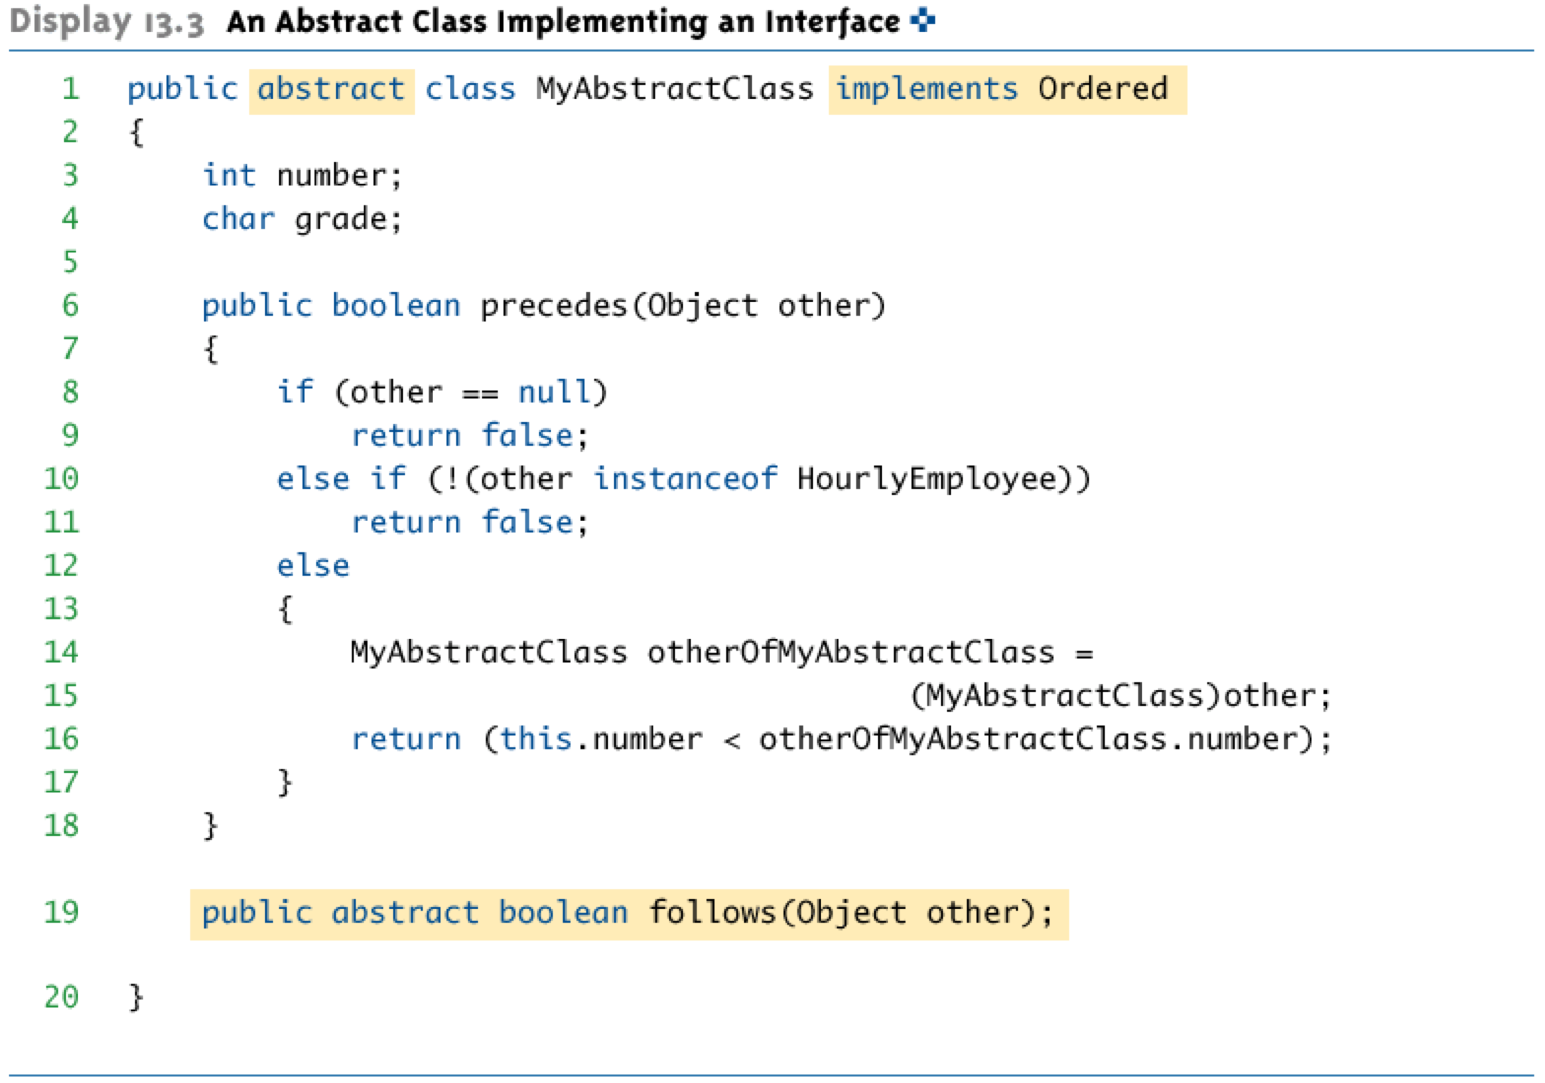 Display 13.3 An Abstract Class Implementing an Interface
1 public abstract class MyAbstractClass implements Ordered
2 {
3 int number;
4 char grade;
5
6 public boolean precedes(Object other)
7 {
8 if (other == null)
9 return false;
10 else if (!(other instanceof HourlyEmployee))
11 return false;
12 else
13 {
14 MyAbstractClass otherOfMyAbstractClass =
15 (MyAbstractClass)other;
16 return (this.number < otherOfMyAbstractClass.number);
17 }
18 }
19 public abstract boolean follows(Object other);
20 }